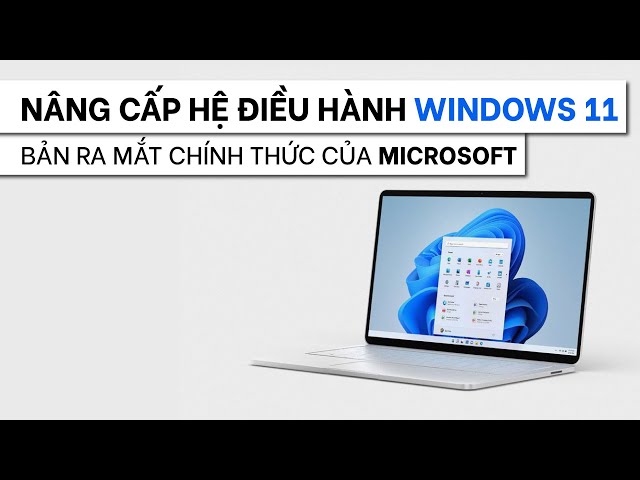 NÂNG CẤP HỆ ĐIỀU HÀNH WINDOWS 11
BẢN RA MẮT CHÍNH THỨC CỦA MICROSOFT